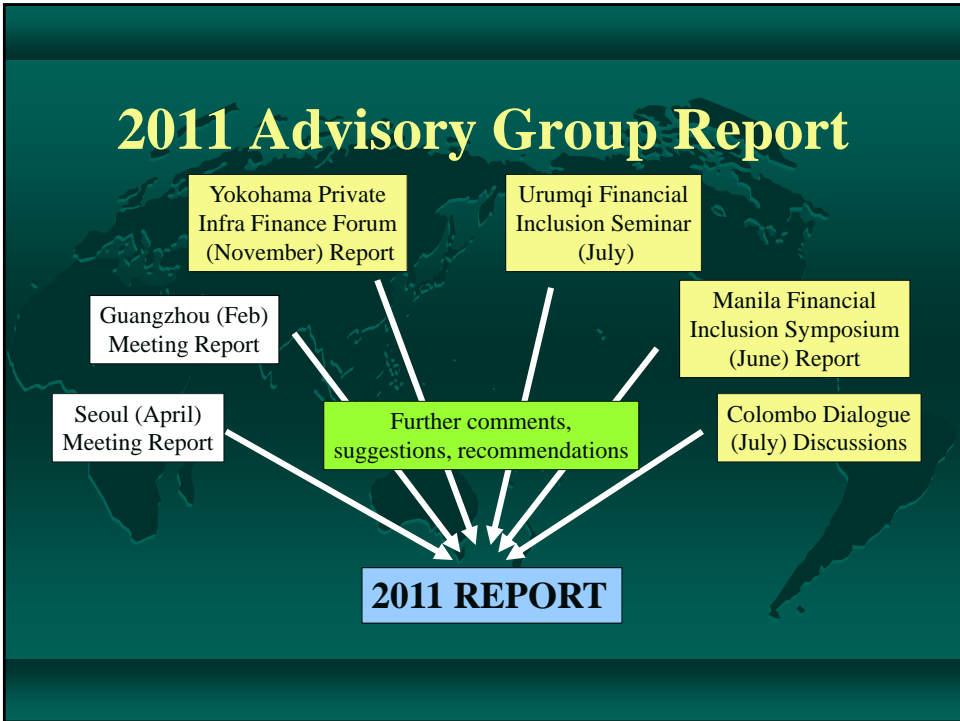 2011 Advisory Group Report
Yokohama Private
Infra Finance Forum
(November) Report
Urumqi Financial
Inclusion Seminar
(July)
Guangzhou (Feb)
Meeting Report
Manila Financial
Inclusion Symposium
(June) Report
Seoul (April)
Meeting Report
Further comments,
suggestions, recommendations
Colombo Dialogue
(July) Discussions
2011 REPORT